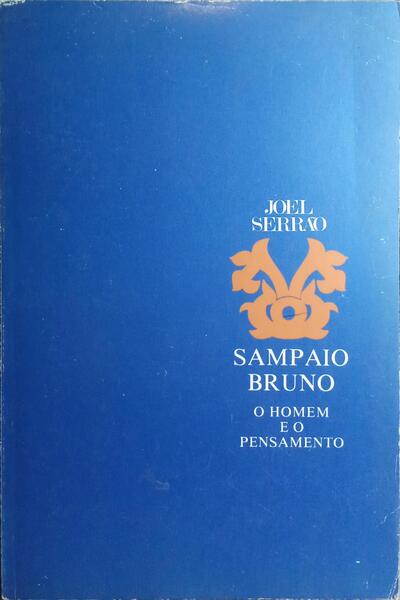 JOEL
SERRÃO
SAMPAIO
BRUNO
O HOMEM
E O
PENSAMENTO